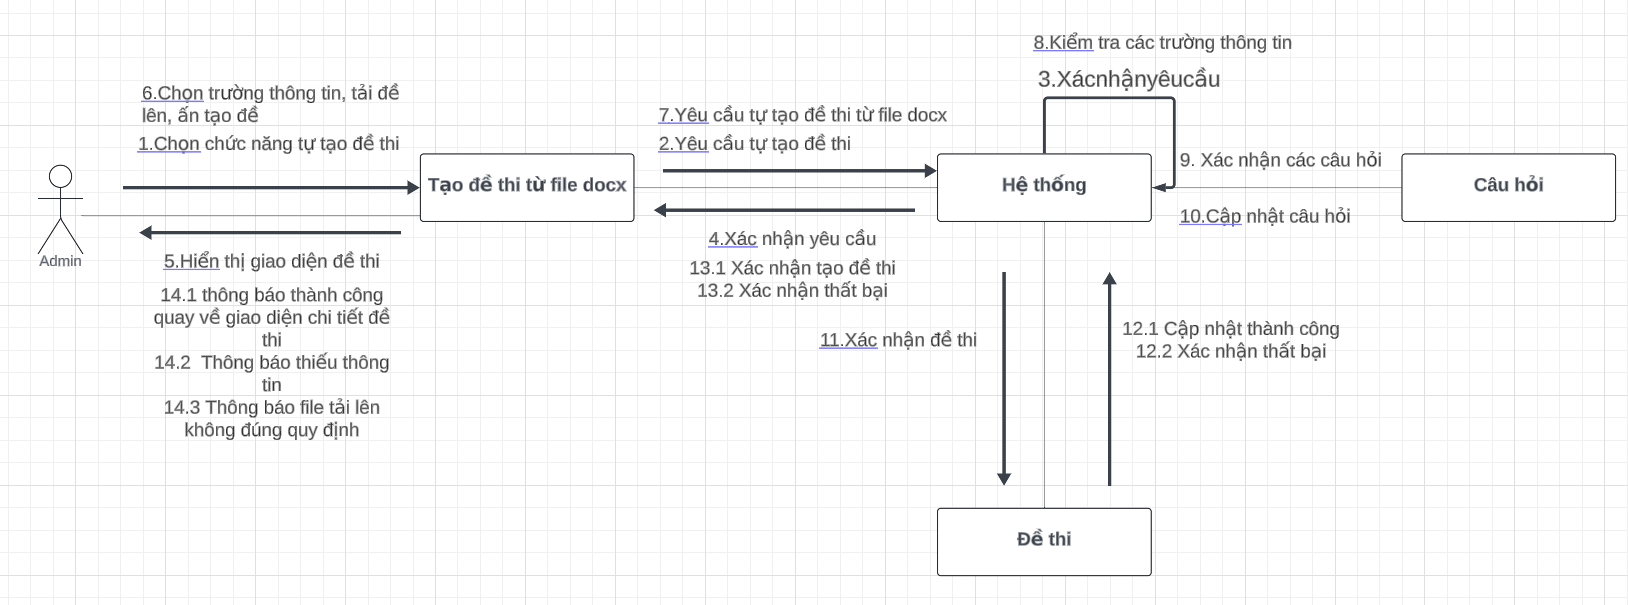 8.Kiểm tra các trường thông tin
3.Xácnhậnyêucầu
6.Chọn trường thông tin, tải đề
lên, ấn tạo đề
1.Chọn chức năng tự tạo đề thi
7.Yêu cầu tự tạo đề thi từ file docx
2.Yêu cầu tự tạo đề thi
9. Xác nhận các câu hỏi
Tạo đề thi từ file docx
Hệ thống
Câu hỏi
10.Cập nhật câu hỏi
Admin
5.Hiển thị giao diện đề thi
14.1 thông báo thành công
quay về giao diện chi tiết đề
thi
14.2 Thông báo thiếu thông
tin
14.3 Thông báo file tải lên
không đúng quy định
4.Xác nhận yêu cầu
13.1 Xác nhận tạo đề thi
13.2 Xác nhận thất bại
11.Xác nhận đề thi
12.1 Cập nhật thành công
12.2 Xác nhận thất bại
Đề thi